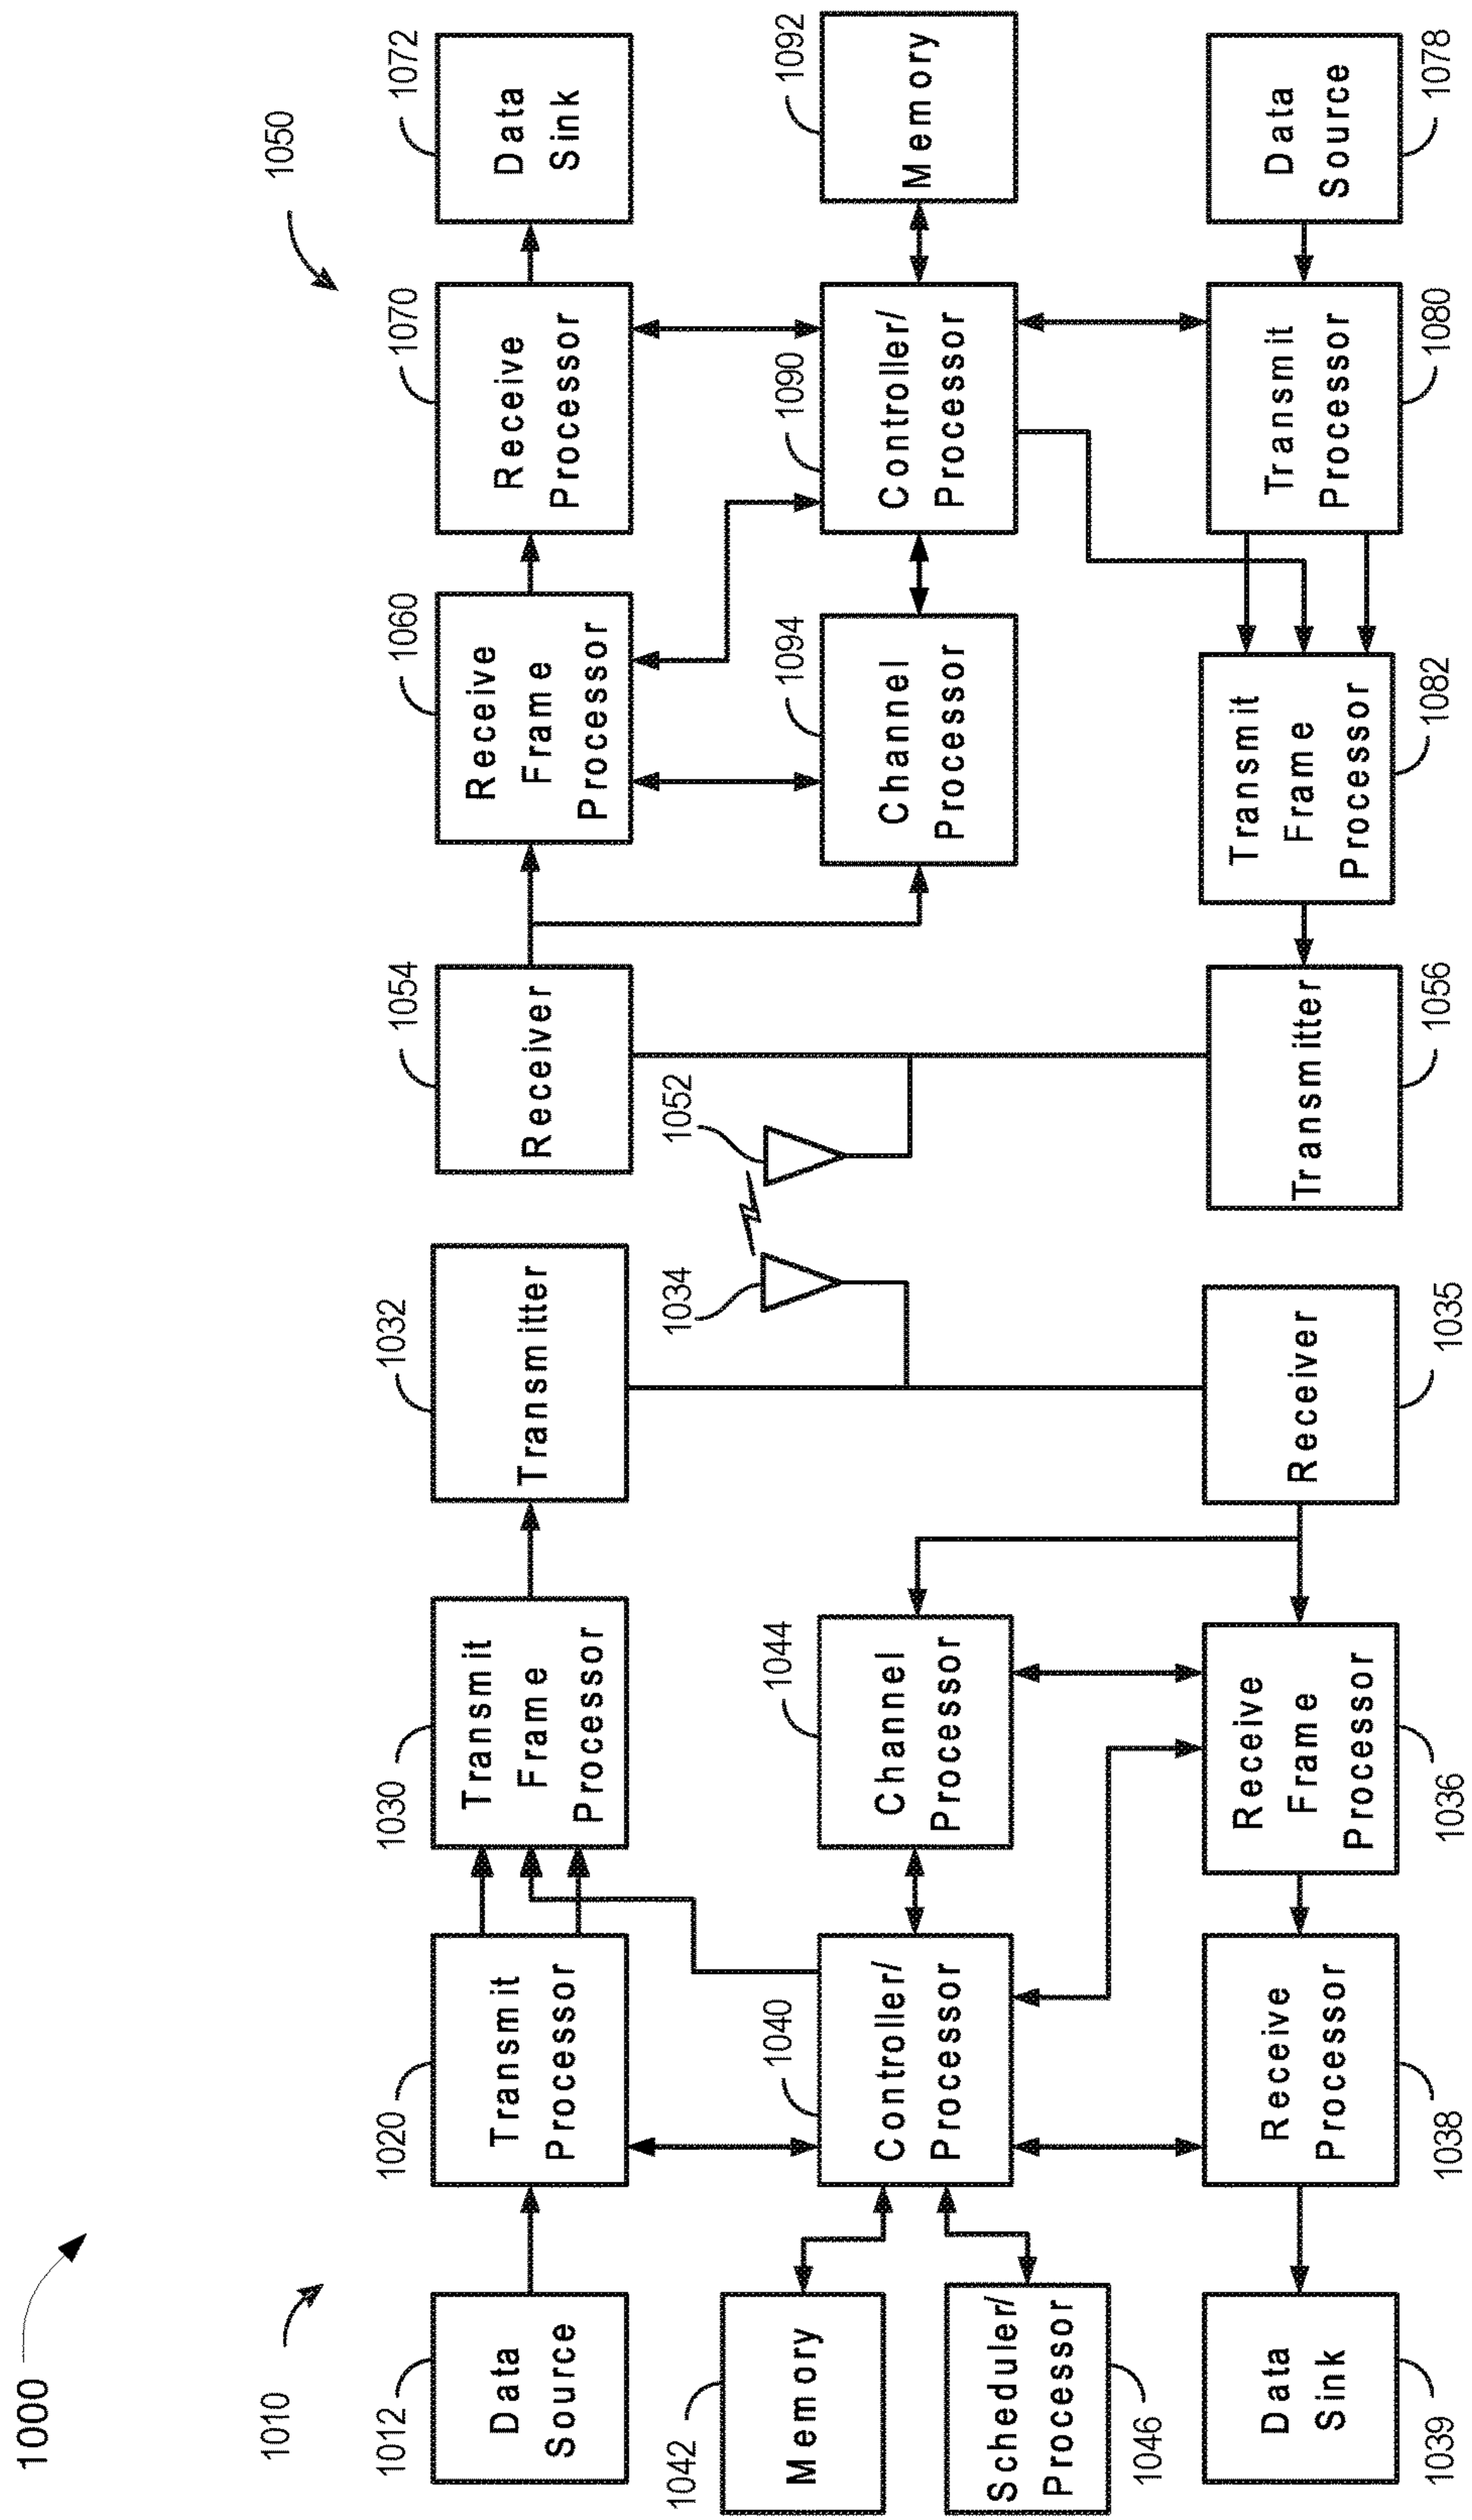 1000
1010
1050
1012
Data
Source
1020
Transmit
Processor
1030
Transmit
Frame
Processor
1032
Transmitter
1054
Receiver
1060
Receive
Frame
Processor
1070
Receive
Processor
1072
Data
Sink
1034
1052
1042
Memory
1040
Controller/
Processor
1044
Channel
Processor
1094
Channel
Processor
1090
Controller/
Processor
1092
Memory
Scheduler/
Processor
1046
Data
Sink
1039
Receive
Processor
1038
Receive
Frame
Processor
1036
Receiver
1035
Transmitter
1056
Transmit
Frame
Processor
1082
Transmit
Processor
1080
Data
Source
1078